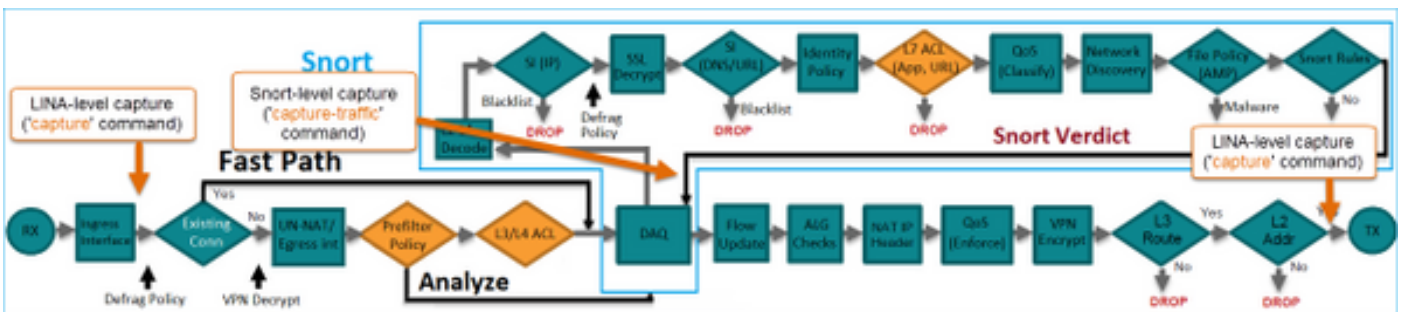 Snort
LINA-level capture
('capture' command)
Snort-level capture
('capture-traffic'
command)
SI (IP)
Blacklist
DROP
SSL
Decrypt
Defrag
Policy
SI
(DNS/URL)
Blacklist
DROP
Identity
Policy
L7 ACL
(App, URL)
DROP
QoS
(Classify)
Network
Discovery
File Policy
(AMP)
Malware
Snort Rules
No
DROP
Decode
Snort Verdict
LINA-level capture
('capture' command)
Fast Path
Yes
RX
Ingress
Interface
Existing
Conn
No
UN-NAT/
Egress int
Prefilter
Policy
L3/L4 ACL
DAQ
Flow
Update
ALG
Checks
NAT IP
Header
QoS
(Enforce)
VPN
Encrypt
L3
Route
Yes
L2
Addr
TX
No
DROP
No
DROP
Defrag Policy
VPN Decrypt
Analyze